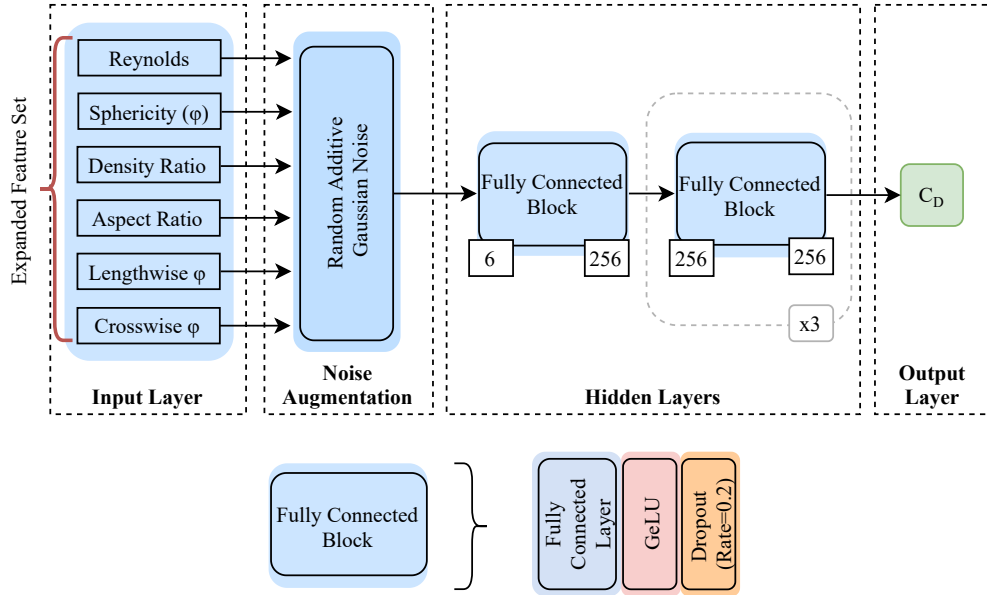 Expanded Feature Set
Reynolds
Sphericity (φ)
Density Ratio
Aspect Ratio
Lengthwise φ
Crosswise φ
Input Layer
Random Additive
Gaussian Noise
Noise
Augmentation
Fully Connected
Block
6
256
Fully Connected
Block
256
256
x3
Hidden Layers
C_D
Output
Layer
Fully Connected
Block
Fully
Connected
Layer
GeLU
Dropout
(Rate=0.2)